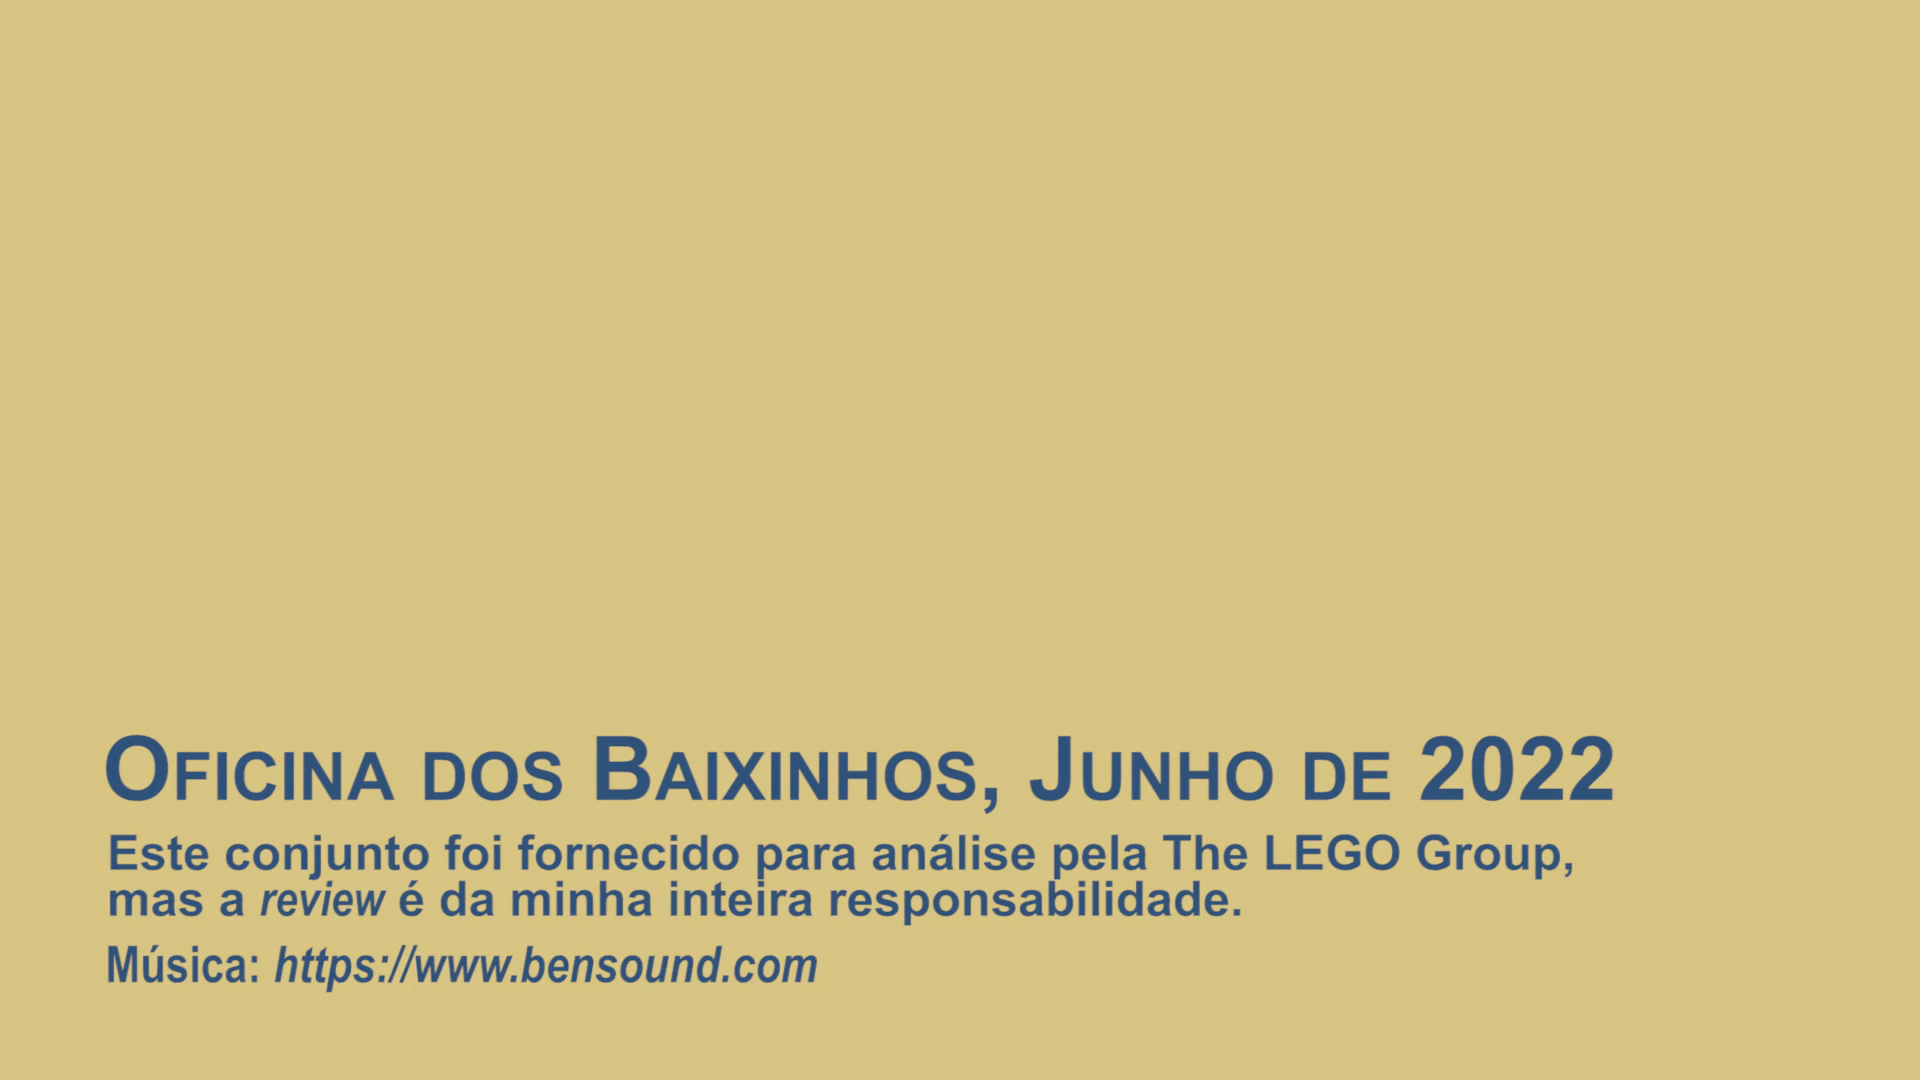 Oficina dos Baixinhos, Junho de 2022
Este conjunto foi fornecido para análise pela The LEGO Group,
mas a review é da minha inteira responsabilidade.
Música: https://www.bensound.com